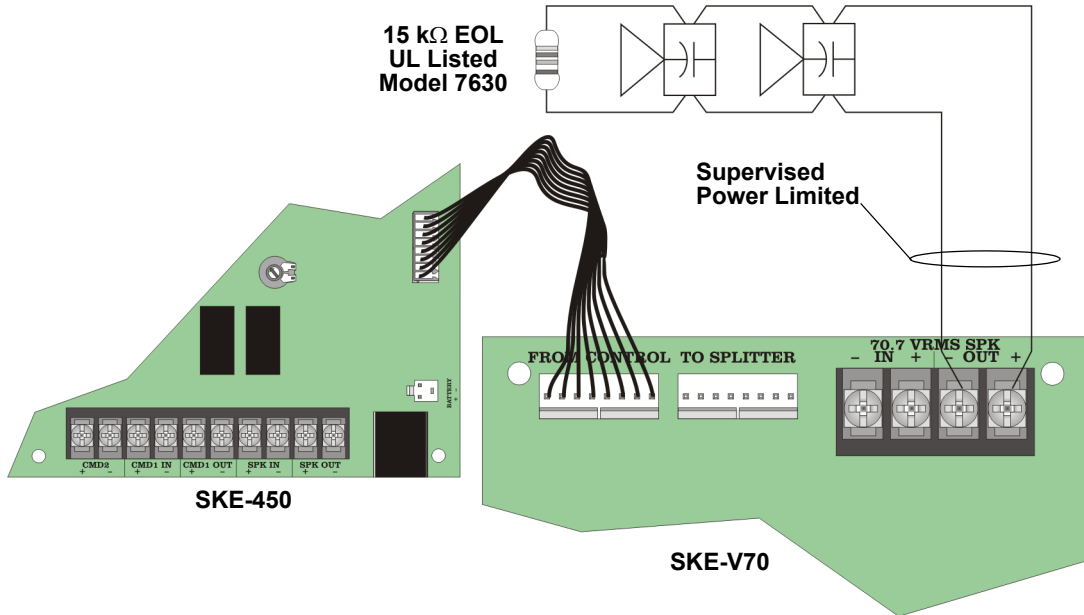 15 kΩ EOL
UL Listed
Model 7630
Supervised
Power Limited
70.7 VRMS SPK
- IN + - OUT +
FROM CONTROL TO SPLITTER
BATTERY
+ -
CMD2 CMD1 IN CMD1 OUT SPK IN SPK OUT
+ - + - + - + - + -
SKE-450
SKE-V70